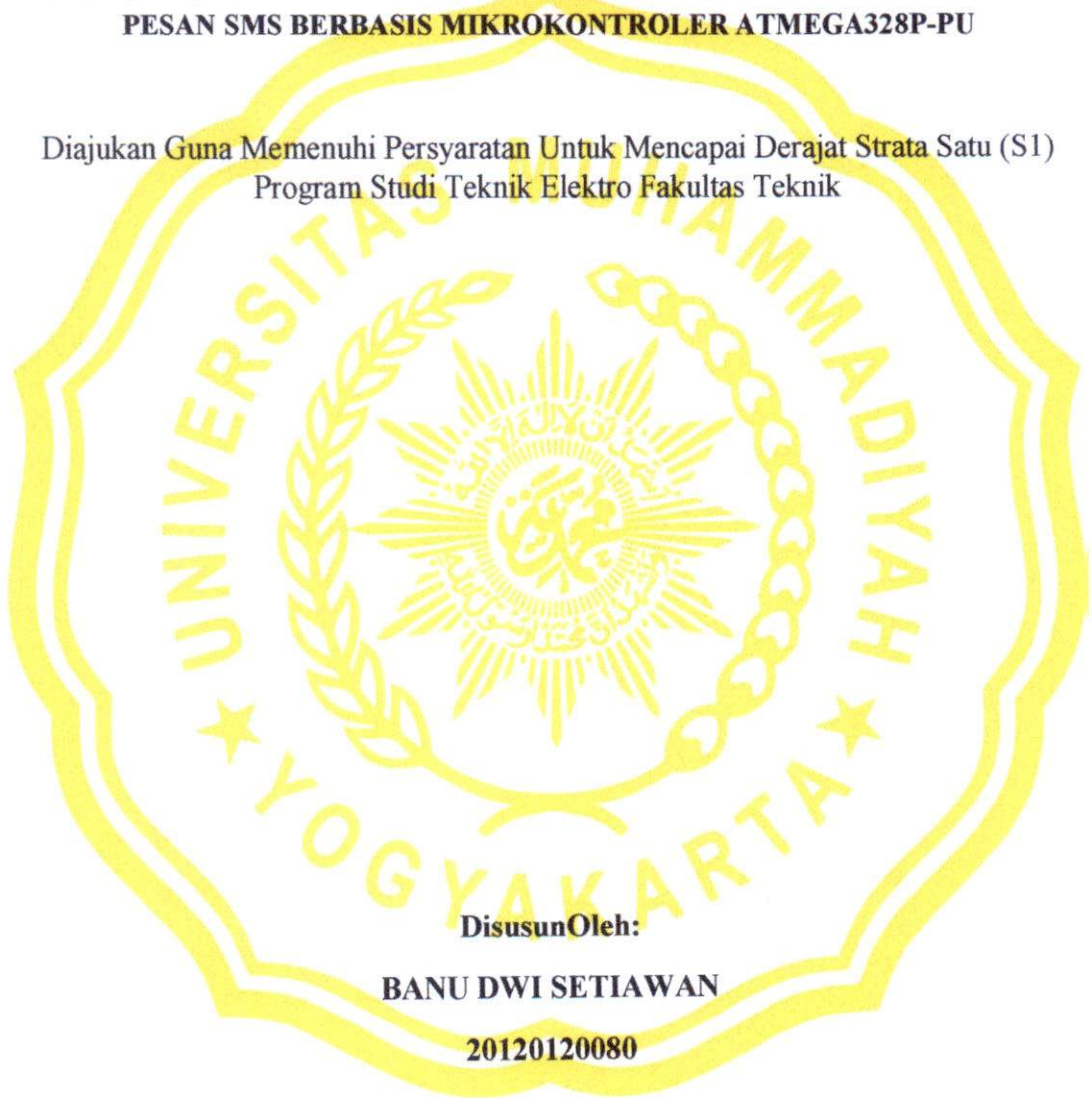 PESAN SMS BERBASIS MIKROKONTROLER ATMEGA328P-PU
Diajukan Guna Memenuhi Persyaratan Untuk Mencapai Derajat Strata Satu (S1)
Program Studi Teknik Elektro Fakultas Teknik
UNIVERSITAS MUHAMMADIYAH
★ YOGYAKARTA ★
DisusunOleh:
BANU DWI SETIAWAN
20120120080